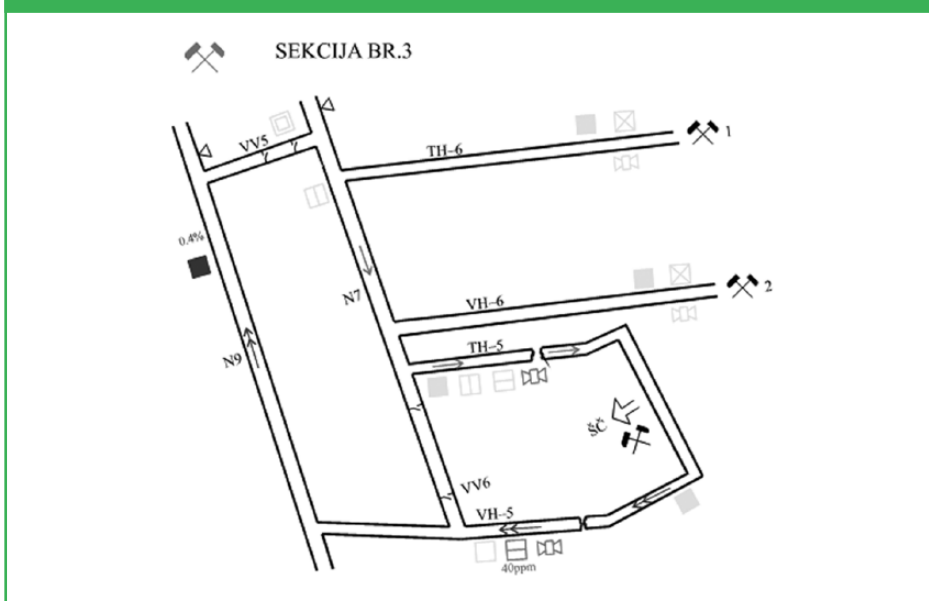 SEKCIJA BR.3
VV5
TH-6
1
0.4%
N7
VH-6
2
N9
TH-5
ŠČ
VV6
VH-5
40ppm